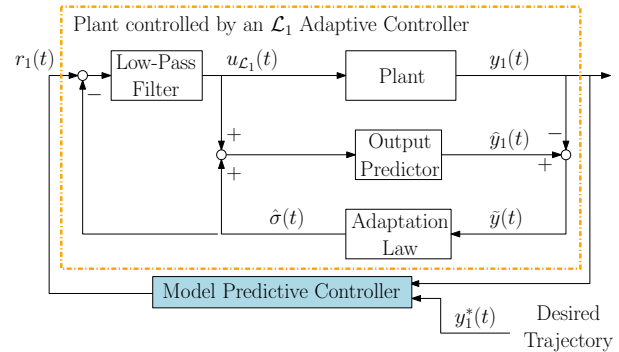 Plant controlled by an 𝓛₁ Adaptive Controller
r₁(t)
Low-Pass
Filter
u_𝓛₁(t)
Plant
y₁(t)
−
+
+
Output
Predictor
ŷ₁(t)
−
+
σ̂(t)
Adaptation
Law
ỹ(t)
Model Predictive Controller
y₁*(t)
Desired
Trajectory